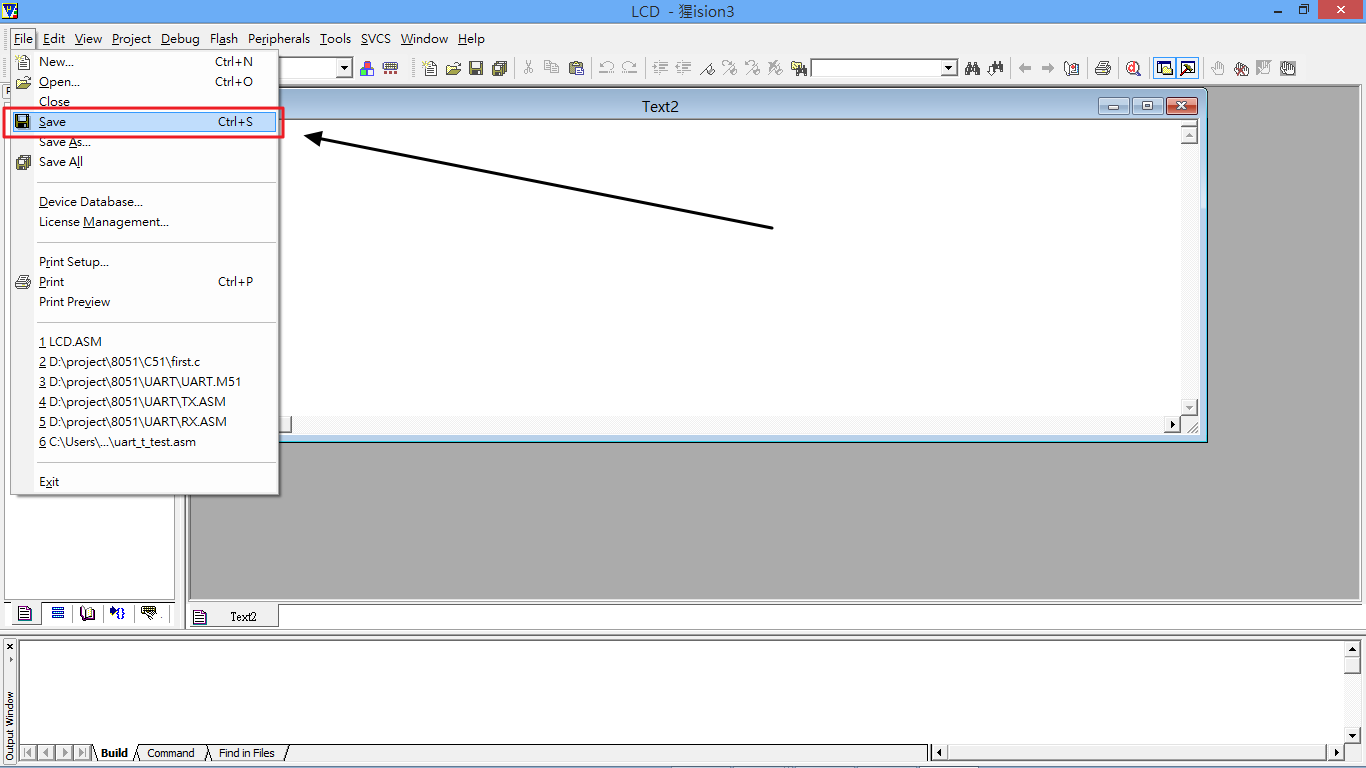 LCD - 猩ision3
File Edit View Project Debug Flash Peripherals Tools SVCS Window Help
New... Ctrl+N
Open... Ctrl+O
Close
Save Ctrl+S
Save As...
Save All
Device Database...
License Management...
Print Setup...
Print Ctrl+P
Print Preview
1 LCD.ASM
2 D:\project\8051\C51\first.c
3 D:\project\8051\UART\UART.M51
4 D:\project\8051\UART\TX.ASM
5 D:\project\8051\UART\RX.ASM
6 C:\Users\...\uart_t_test.asm
Exit
Text2
Text2
Output Window
Build Command Find in Files